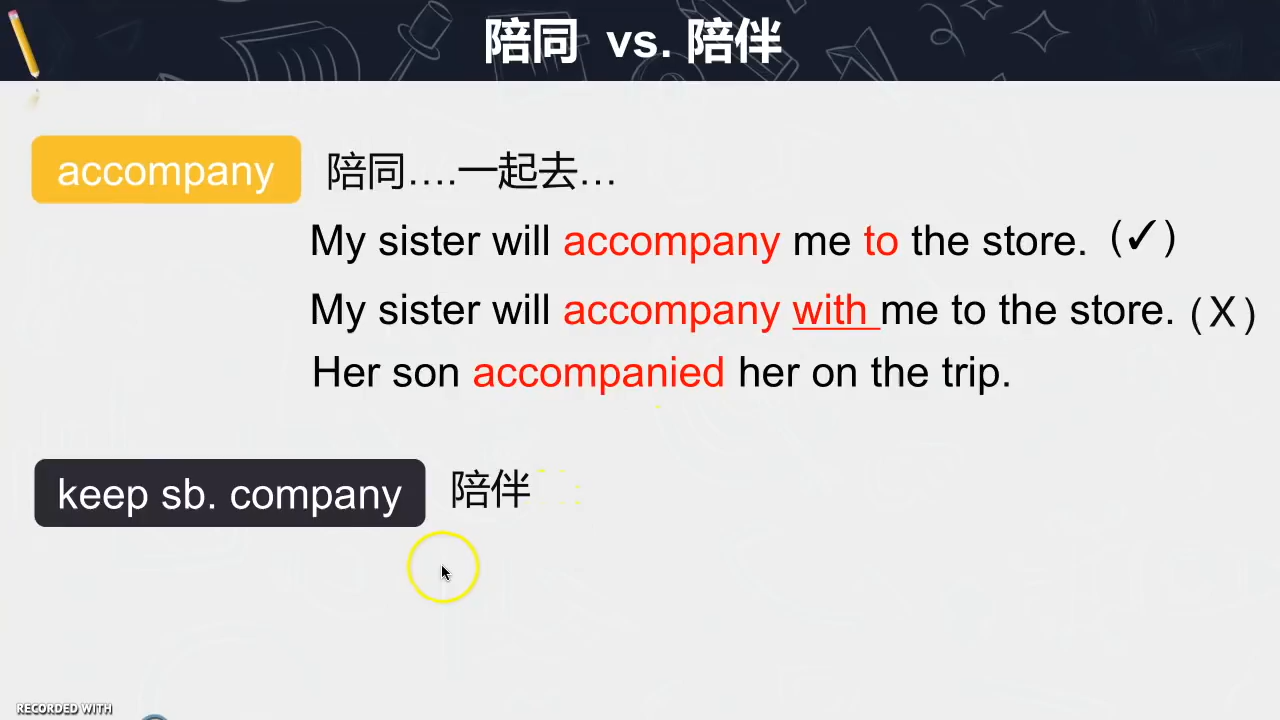 陪同 vs. 陪伴
accompany 陪同….一起去…
My sister will accompany me to the store. (✓)
My sister will accompany with me to the store. (X)
Her son accompanied her on the trip.
keep sb. company 陪伴
RECORDED WITH